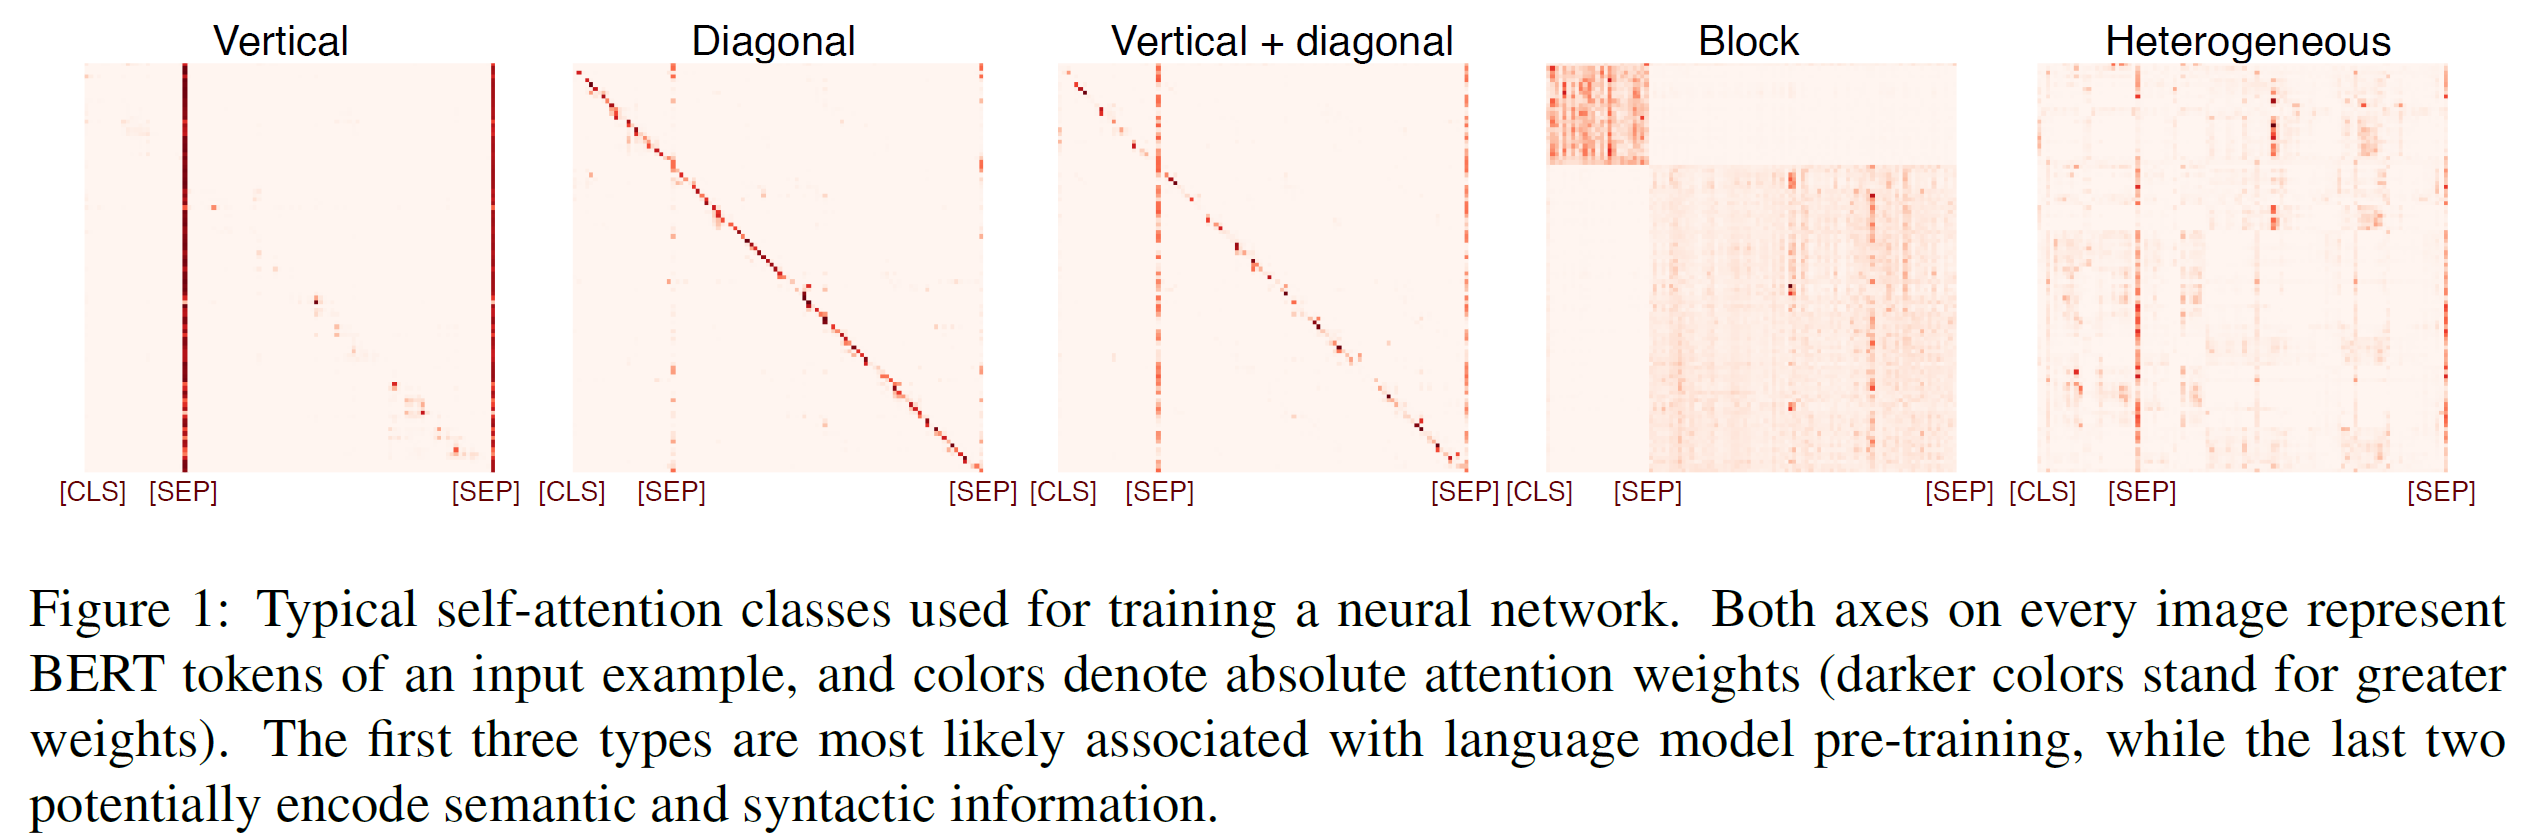 Vertical Diagonal Vertical + diagonal Block Heterogeneous
[CLS] [SEP] [SEP] [CLS] [SEP] [SEP] [CLS] [SEP] [SEP] [CLS] [SEP] [SEP] [CLS] [SEP] [SEP]
Figure 1: Typical self-attention classes used for training a neural network. Both axes on every image represent
BERT tokens of an input example, and colors denote absolute attention weights (darker colors stand for greater
weights). The first three types are most likely associated with language model pre-training, while the last two
potentially encode semantic and syntactic information.